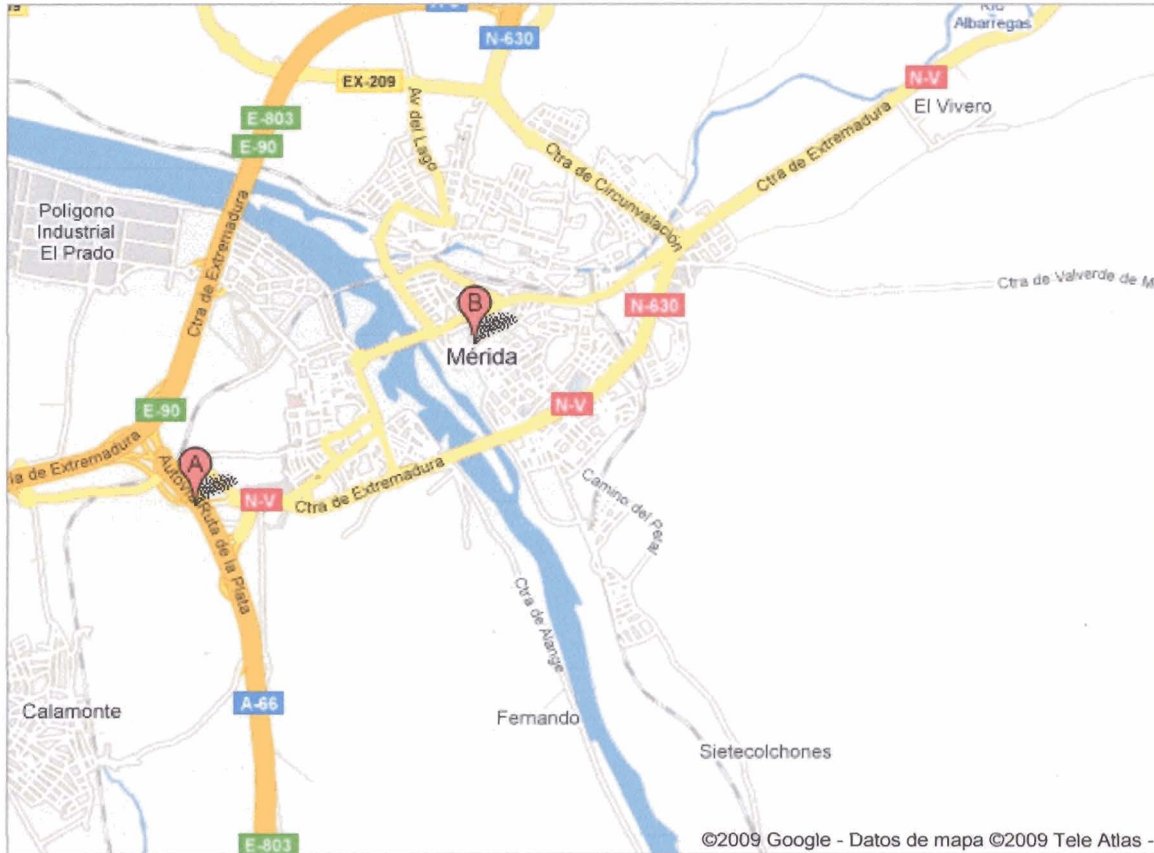 N-630
Río
Albarregas
EX-209
N-V
El Vivero
Av del Lago
E-803
E-90
Ctra de Extremadura
Ctra de Circunvalación
Polígono
Industrial
El Prado
Ctra de Extremadura
Ctra de Valverde de M
B
N-630
Mérida
E-90
N-V
ía de Extremadura
A
Autovía Ruta de la Plata
N-V
Ctra de Extremadura
Camino del Peral
Ctra de Alange
A-66
Calamonte
Fernando
Sietecolchones
E-803
©2009 Google - Datos de mapa ©2009 Tele Atlas -